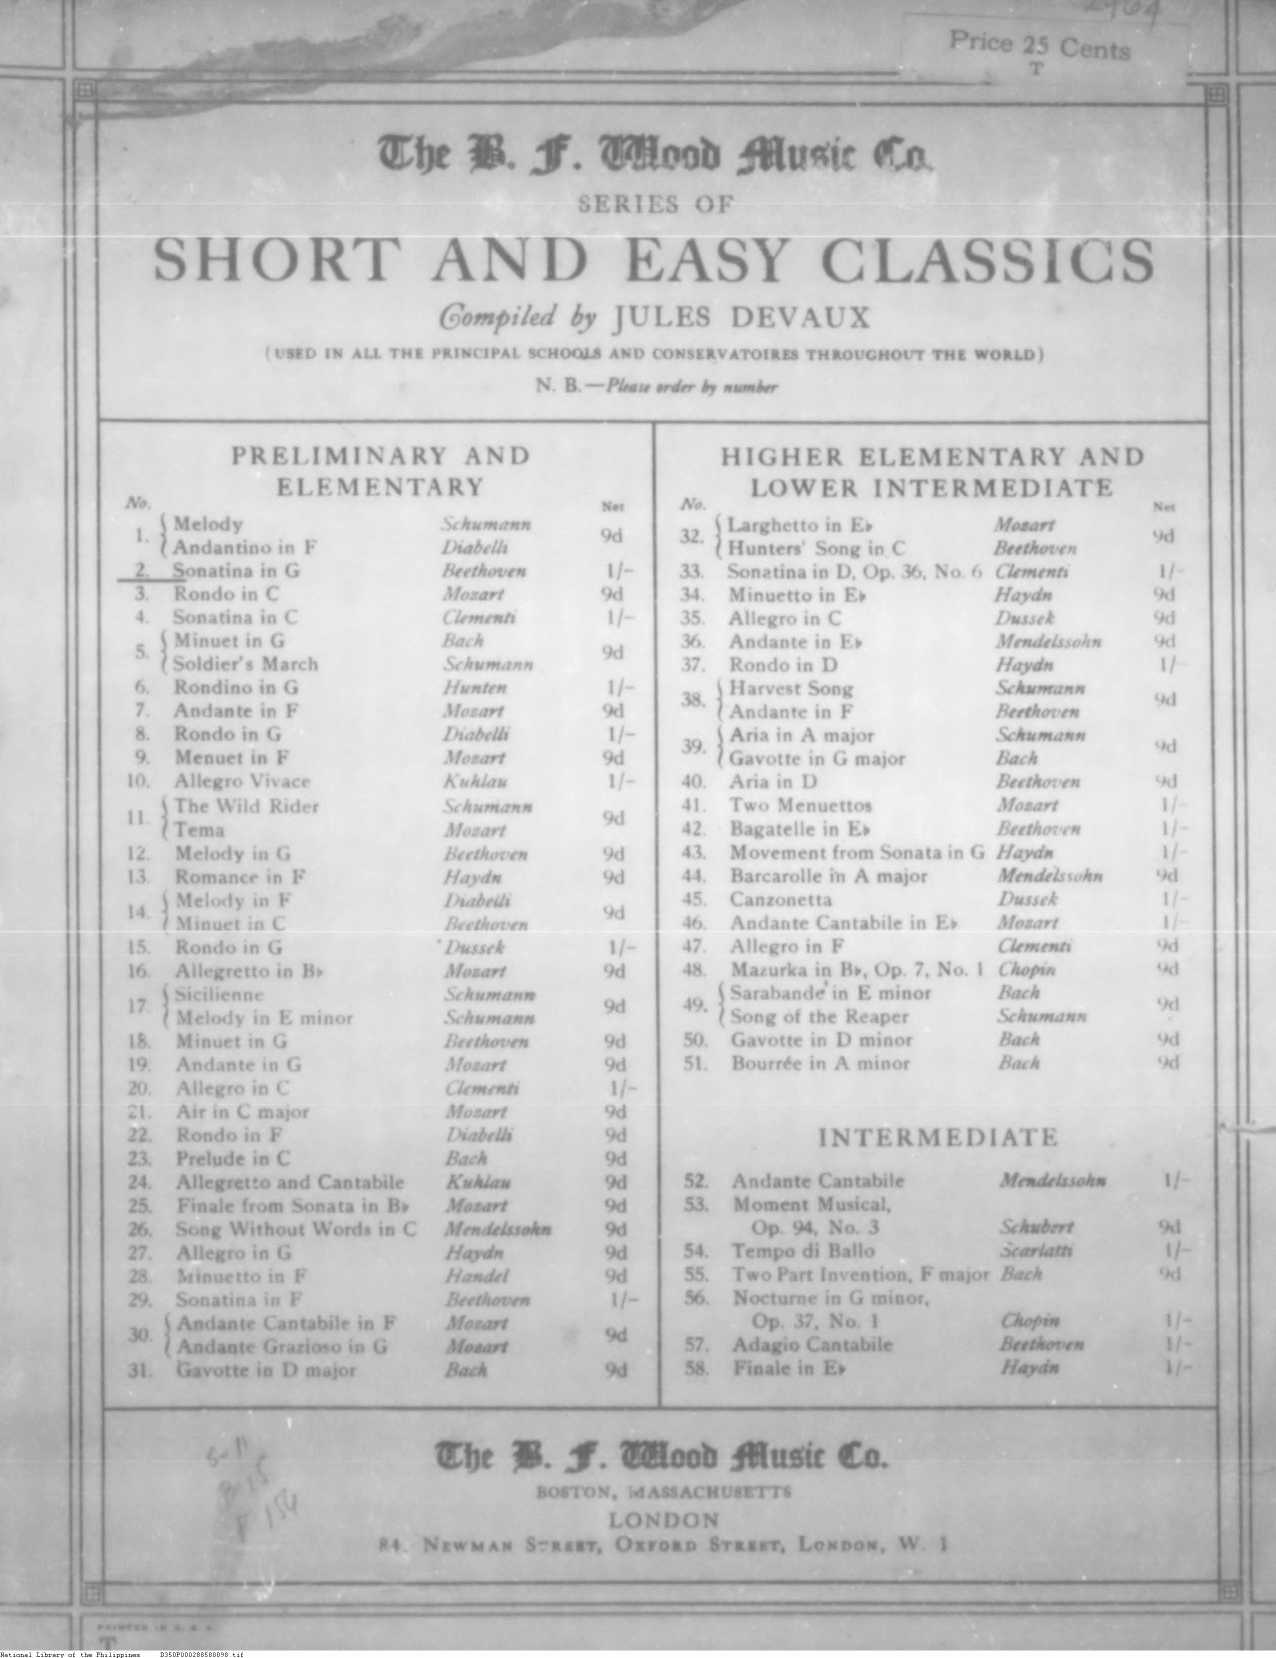 Price 25 Cents
T
The B. F. Wood Music Co.
SERIES OF
SHORT AND EASY CLASSICS
Compiled by JULES DEVAUX
(USED IN ALL THE PRINCIPAL SCHOOLS AND CONSERVATOIRES THROUGHOUT THE WORLD)
N. B.—Please order by number
PRELIMINARY AND
ELEMENTARY
No. Net
1. { Melody Schumann 9d
Andantino in F Diabelli
2. Sonatina in G Beethoven 1/–
3. Rondo in C Mozart 9d
4. Sonatina in C Clementi 1/–
5. { Minuet in G Bach 9d
Soldier's March Schumann
6. Rondino in G Hunten 1/–
7. Andante in F Mozart 9d
8. Rondo in G Diabelli 1/–
9. Menuet in F Mozart 9d
10. Allegro Vivace Kuhlau 1/–
11. { The Wild Rider Schumann 9d
Tema Mozart
12. Melody in G Beethoven 9d
13. Romance in F Haydn 9d
14. { Melody in F Diabelli 9d
Minuet in C Beethoven
15. Rondo in G Dussek 1/–
16. Allegretto in B♭ Mozart 9d
17. { Sicilienne Schumann 9d
Melody in E minor Schumann
18. Minuet in G Beethoven 9d
19. Andante in G Mozart 9d
20. Allegro in C Clementi 1/–
21. Air in C major Mozart 9d
22. Rondo in F Diabelli 9d
23. Prelude in C Bach 9d
24. Allegretto and Cantabile Kuhlau 9d
25. Finale from Sonata in B♭ Mozart 9d
26. Song Without Words in C Mendelssohn 9d
27. Allegro in G Haydn 9d
28. Minuetto in F Handel 9d
29. Sonatina in F Beethoven 1/–
30. { Andante Cantabile in F Mozart 9d
Andante Grazioso in G Mozart
31. Gavotte in D major Bach 9d
HIGHER ELEMENTARY AND
LOWER INTERMEDIATE
No. Net
32. { Larghetto in E♭ Mozart 9d
Hunters' Song in C Beethoven
33. Sonatina in D, Op. 36, No. 6 Clementi 1/–
34. Minuetto in E♭ Haydn 9d
35. Allegro in C Dussek 9d
36. Andante in E♭ Mendelssohn 9d
37. Rondo in D Haydn 1/
38. { Harvest Song Schumann 9d
Andante in F Beethoven
39. { Aria in A major Schumann 9d
Gavotte in G major Bach
40. Aria in D Beethoven 9d
41. Two Menuettos Mozart 1/–
42. Bagatelle in E♭ Beethoven 1/–
43. Movement from Sonata in G Haydn 1/–
44. Barcarolle in A major Mendelssohn 9d
45. Canzonetta Dussek 1/–
46. Andante Cantabile in E♭ Mozart 1/–
47. Allegro in F Clementi 9d
48. Mazurka in B♭, Op. 7, No. 1 Chopin 9d
49. { Sarabande in E minor Bach 9d
Song of the Reaper Schumann
50. Gavotte in D minor Bach 9d
51. Bourrée in A minor Bach 9d
INTERMEDIATE
52. Andante Cantabile Mendelssohn 1/–
53. Moment Musical,
Op. 94, No. 3 Schubert 9d
54. Tempo di Ballo Scarlatti 1/–
55. Two Part Invention, F major Bach 9d
56. Nocturne in G minor,
Op. 37, No. 1 Chopin 1/–
57. Adagio Cantabile Beethoven 1/–
58. Finale in E♭ Haydn 1/–
The B. F. Wood Music Co.
BOSTON, MASSACHUSETTS
LONDON
84, NEWMAN STREET, OXFORD STREET, LONDON, W. 1
PRINTED IN U. S. A.
T
National Library of the Philippines